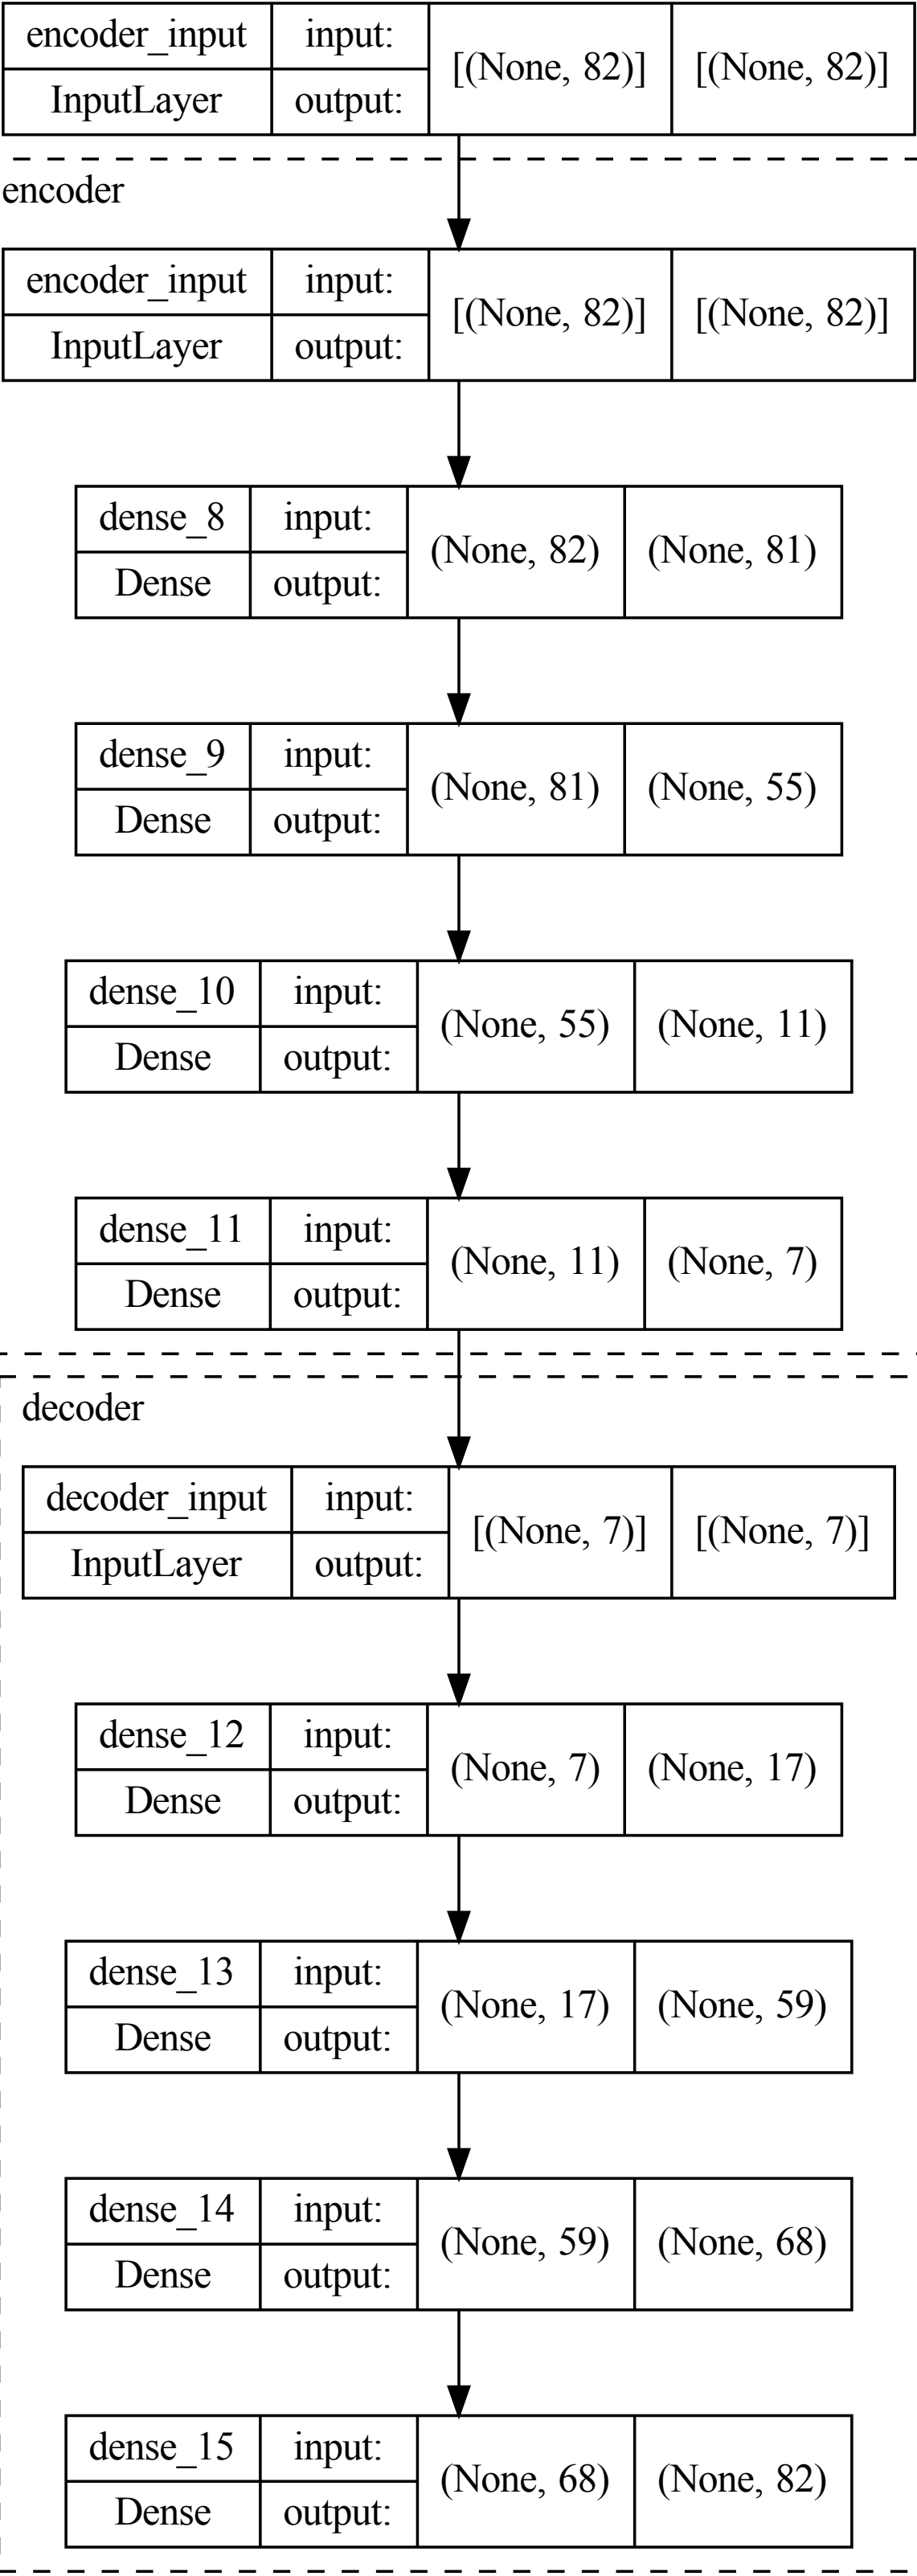 encoder_input input: [(None, 82)] [(None, 82)]
InputLayer output:
encoder
encoder_input input: [(None, 82)] [(None, 82)]
InputLayer output:
dense_8 input: (None, 82) (None, 81)
Dense output:
dense_9 input: (None, 81) (None, 55)
Dense output:
dense_10 input: (None, 55) (None, 11)
Dense output:
dense_11 input: (None, 11) (None, 7)
Dense output:
decoder
decoder_input input: [(None, 7)] [(None, 7)]
InputLayer output:
dense_12 input: (None, 7) (None, 17)
Dense output:
dense_13 input: (None, 17) (None, 59)
Dense output:
dense_14 input: (None, 59) (None, 68)
Dense output:
dense_15 input: (None, 68) (None, 82)
Dense output: